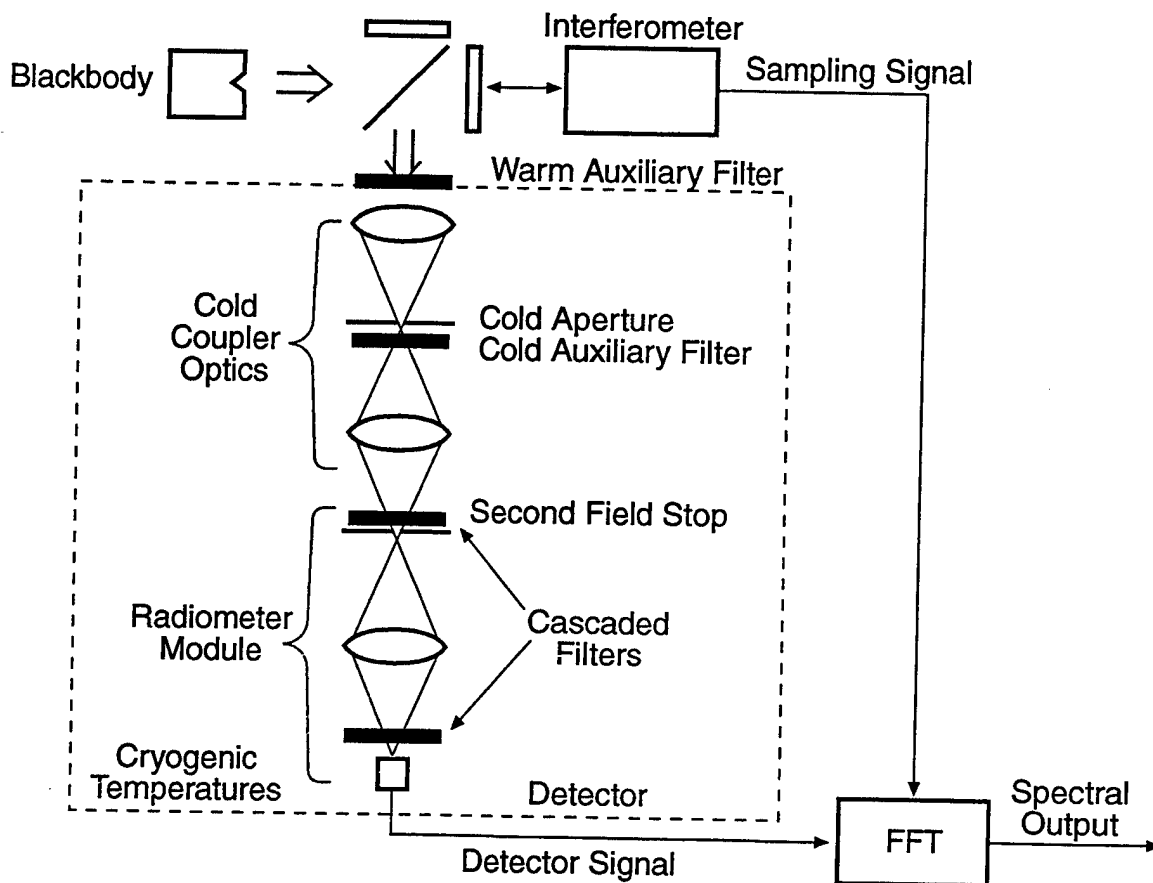 Interferometer
Blackbody
Sampling Signal
Warm Auxiliary Filter
Cold
Coupler
Optics
Cold Aperture
Cold Auxiliary Filter
Second Field Stop
Radiometer
Module
Cascaded
Filters
Cryogenic
Temperatures
Detector
Spectral
Output
FFT
Detector Signal